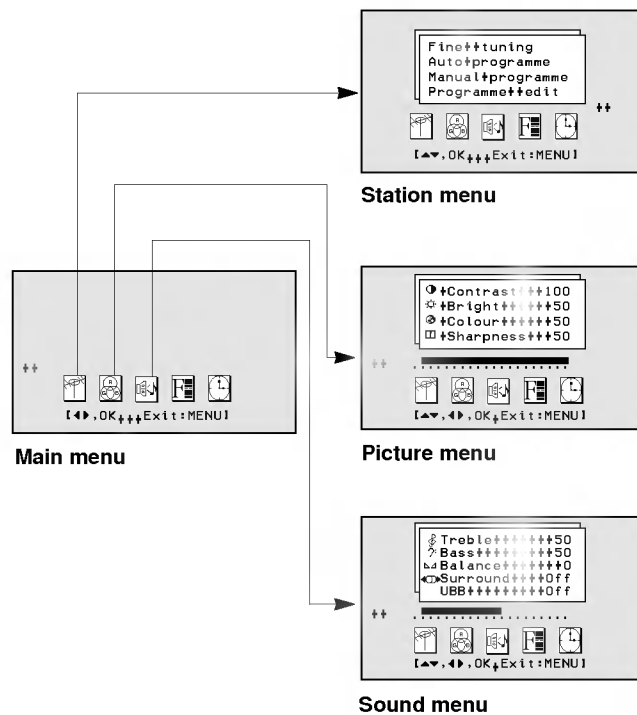 Fine‡‡tuning
Auto‡programme
Manual‡programme
Programme‡‡edit
‡‡
R
G B
F
[▲▼,OK‡‡‡Exit:MENU]
Station menu
‡‡
R
G B
F
[◀▶,OK‡‡‡Exit:MENU]
Main menu
‡Contrast‡‡‡100
‡Bright‡‡‡‡‡‡50
‡Colour‡‡‡‡‡‡50
‡Sharpness‡‡‡50
‡‡
R
G B
F
[▲▼,◀▶,OK‡Exit:MENU]
Picture menu
Treble‡‡‡‡‡‡‡50
Bass‡‡‡‡‡‡‡‡‡50
Balance‡‡‡‡‡‡‡0
Surround‡‡‡‡Off
UBB‡‡‡‡‡‡‡‡‡Off
‡‡
R
G B
F
[▲▼,◀▶,OK‡Exit:MENU]
Sound menu